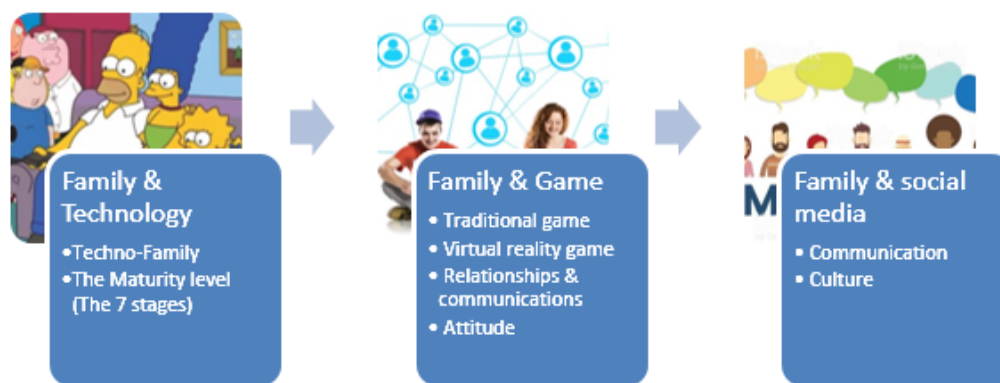 Family &
Technology
•Techno-Family
•The Maturity level
(The 7 stages)
Family & Game
• Traditional game
• Virtual reality game
• Relationships &
communications
• Attitude
M
Family & social
media
• Communication
• Culture